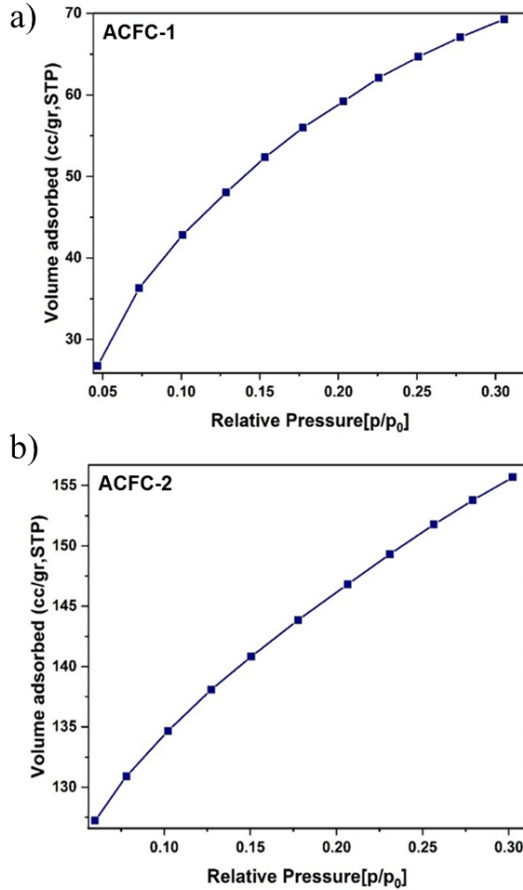 a)
ACFC-1
70
60
50
40
30
Volume adsorbed (cc/gr,STP)
0.05 0.10 0.15 0.20 0.25 0.30
Relative Pressure[p/p₀]
b)
ACFC-2
155
150
145
140
135
130
Volume adsorbed (cc/gr,STP)
0.10 0.15 0.20 0.25 0.30
Relative Pressure[p/p₀]